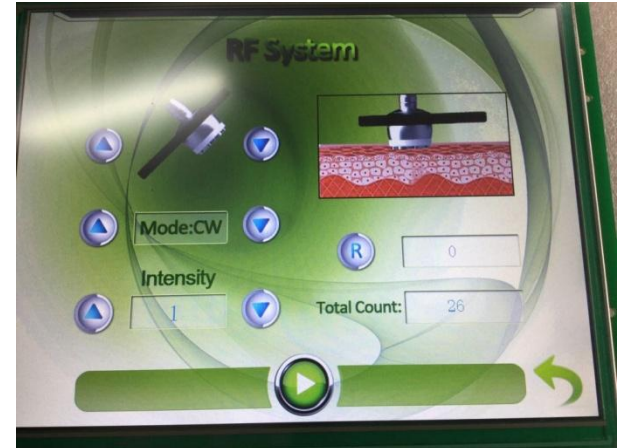 RF System
Mode:CW
R
0
Intensity
1
Total Count:
26